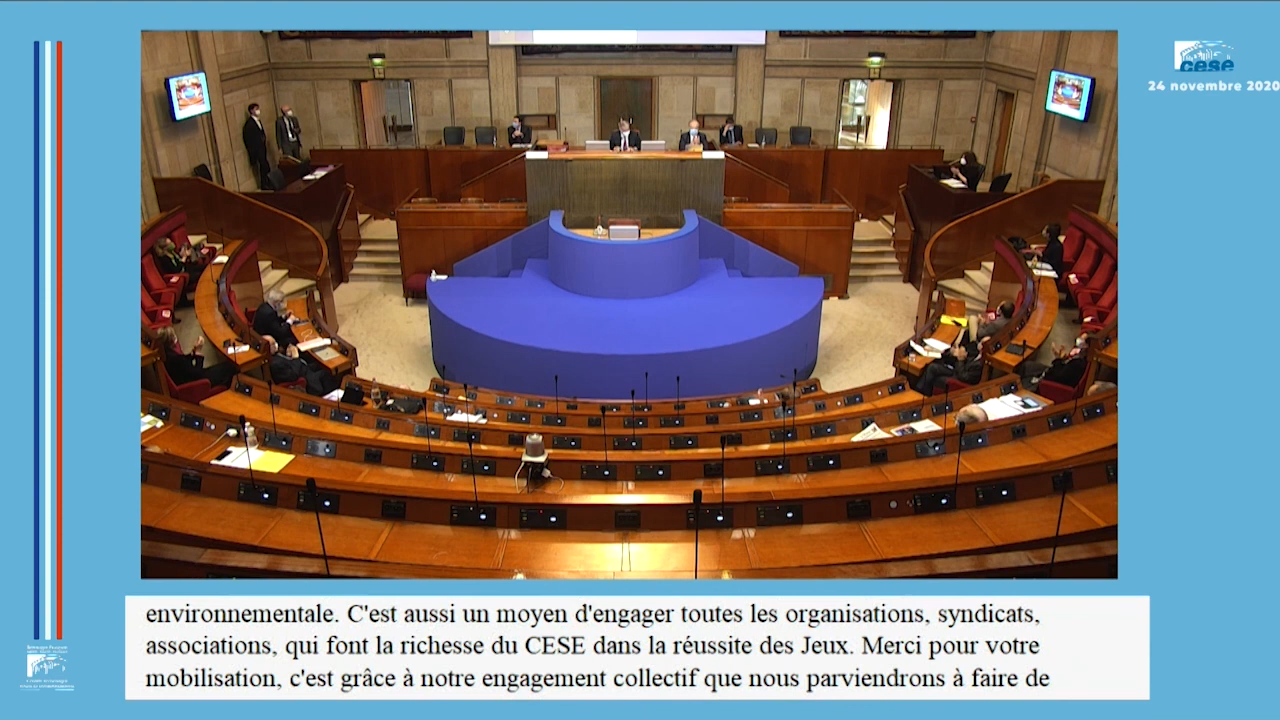 cese
24 novembre 2020
environnementale. C'est aussi un moyen d'engager toutes les organisations, syndicats,
associations, qui font la richesse du CESE dans la réussite des Jeux. Merci pour votre
mobilisation, c'est grâce à notre engagement collectif que nous parviendrons à faire de